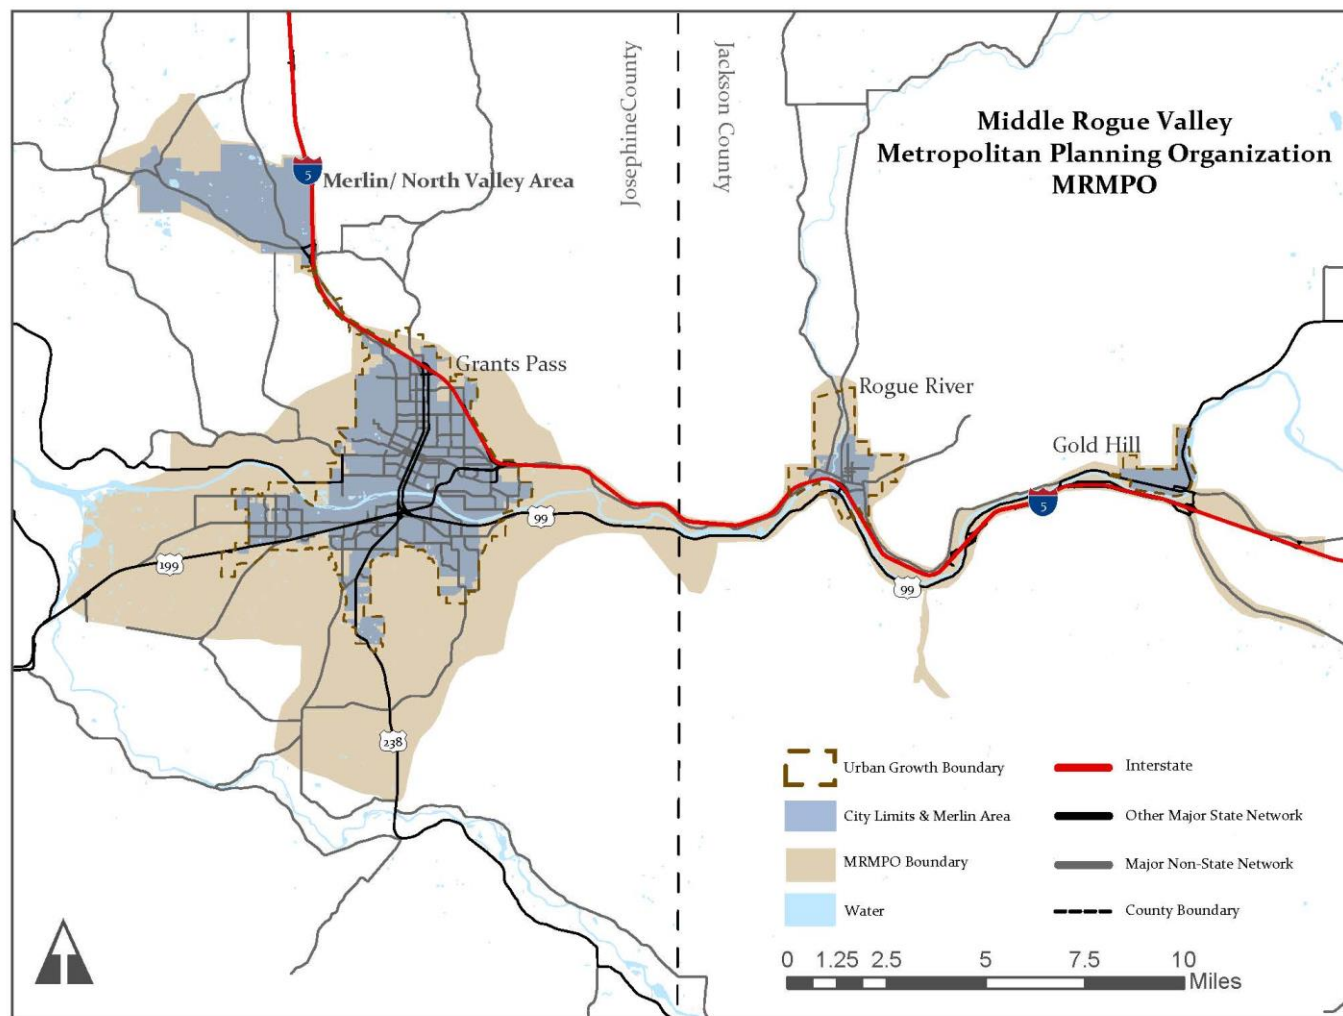 Middle Rogue Valley
Metropolitan Planning Organization
MRMPO
JosephineCounty
Jackson County
5
Merlin/ North Valley Area
Grants Pass
Rogue River
Gold Hill
5
99
199
99
238
Urban Growth Boundary
City Limits & Merlin Area
MRMPO Boundary
Water
Interstate
Other Major State Network
Major Non-State Network
County Boundary
0 1.25 2.5 5 7.5 10
Miles